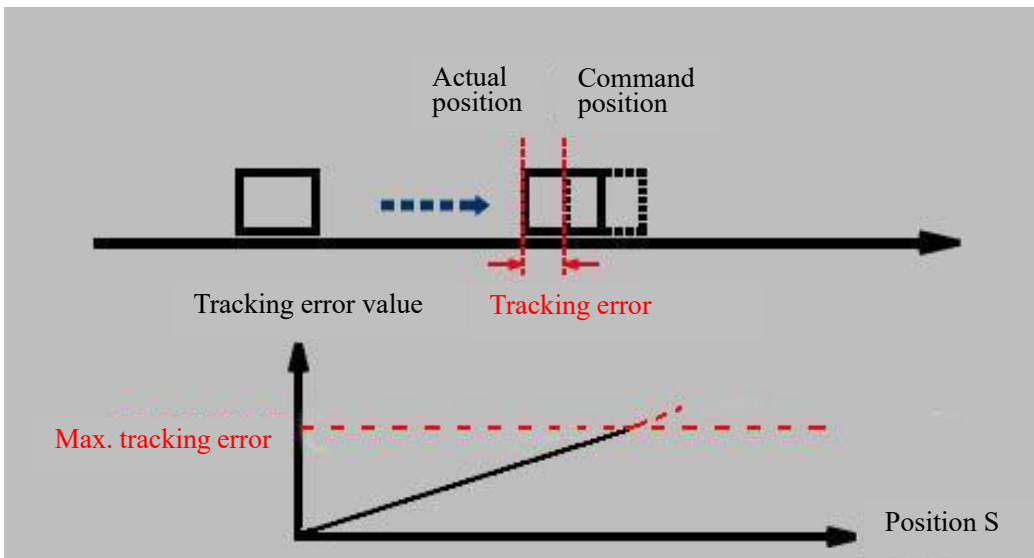 Actual
position
Command
position
Tracking error value
Tracking error
Max. tracking error
Position S